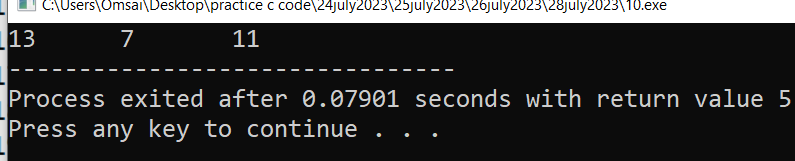 C:\Users\Omsai\Desktop\practice c code\24july2023\25july2023\26july2023\28july2023\10.exe
13 7 11
--------------------------------
Process exited after 0.07901 seconds with return value 5
Press any key to continue . . .